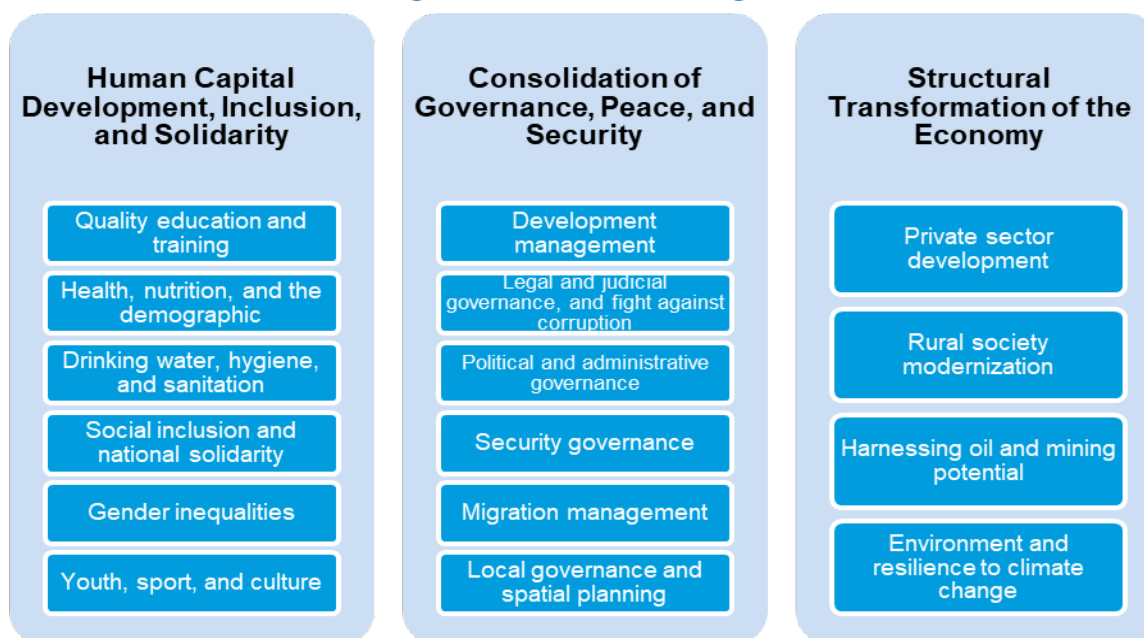 Human Capital
Development, Inclusion,
and Solidarity
Quality education and
training
Health, nutrition, and the
demographic
Drinking water, hygiene,
and sanitation
Social inclusion and
national solidarity
Gender inequalities
Youth, sport, and culture
Consolidation of
Governance, Peace, and
Security
Development
management
Legal and judicial
governance, and fight against
corruption
Political and administrative
governance
Security governance
Migration management
Local governance and
spatial planning
Structural
Transformation of the
Economy
Private sector
development
Rural society
modernization
Harnessing oil and mining
potential
Environment and
resilience to climate
change